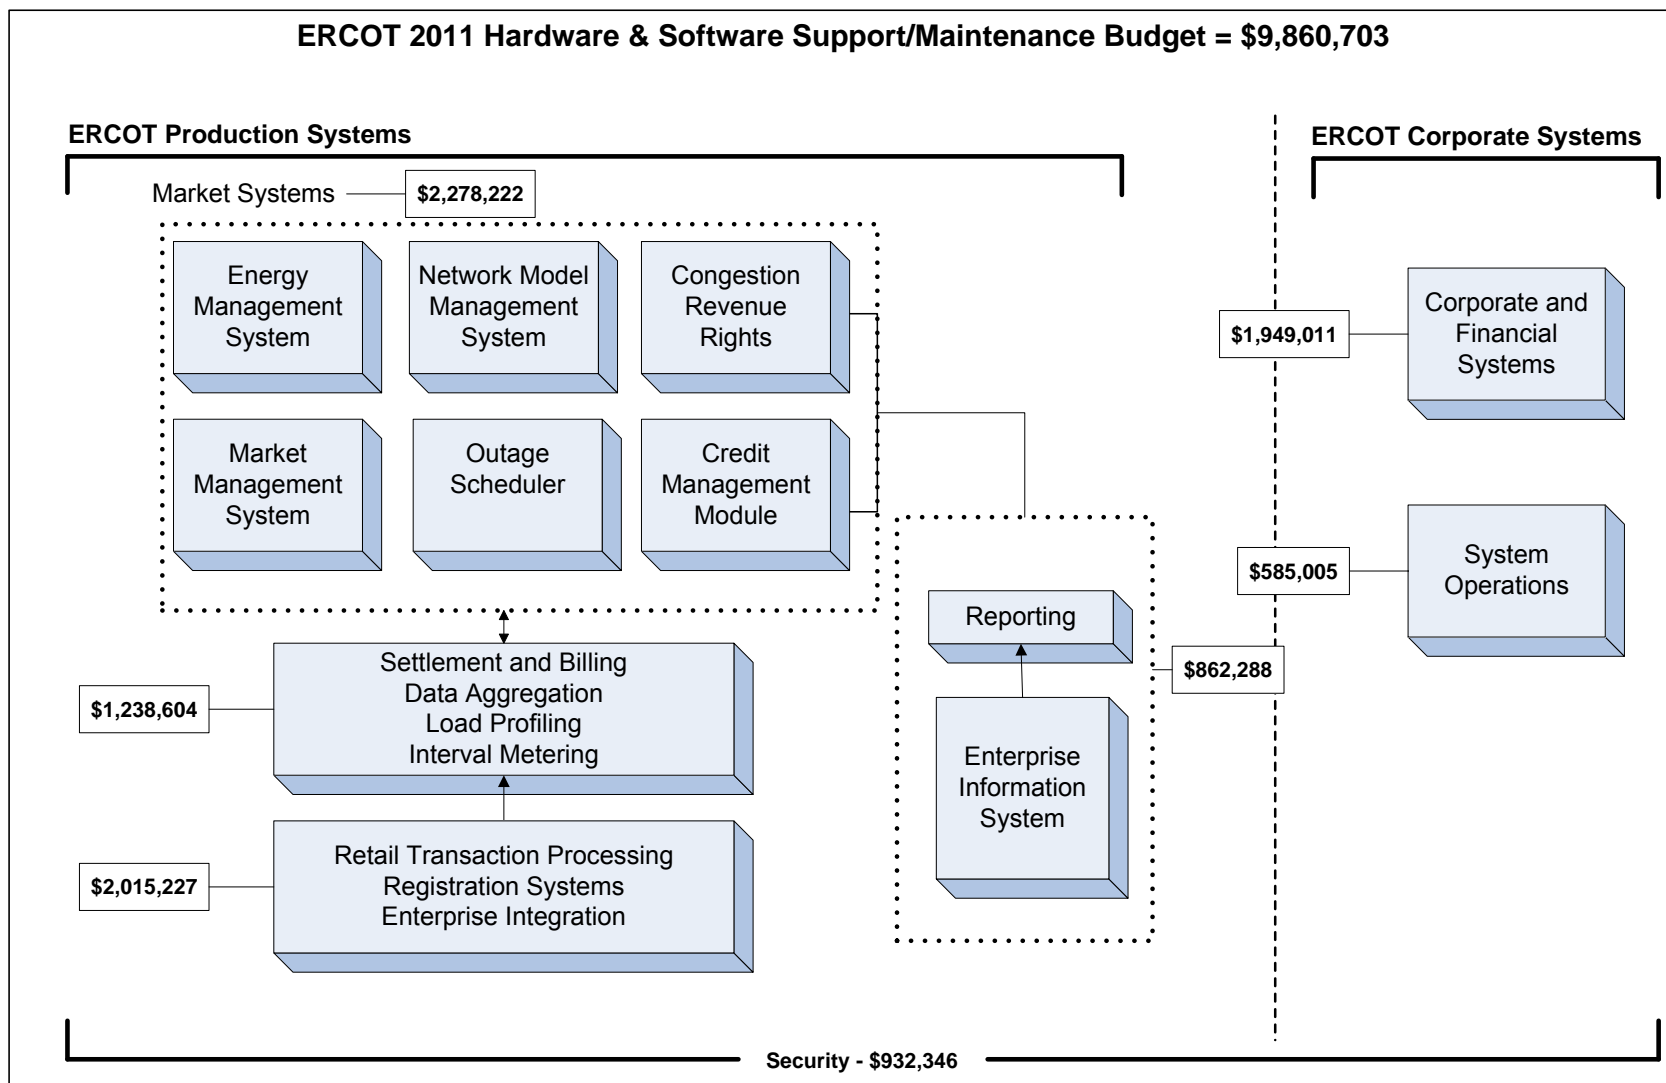 ERCOT 2011 Hardware & Software Support/Maintenance Budget = $9,860,703
ERCOT Production Systems
ERCOT Corporate Systems
Market Systems
$2,278,222
Energy
Management
System
Network Model
Management
System
Congestion
Revenue
Rights
Market
Management
System
Outage
Scheduler
Credit
Management
Module
$1,949,011
Corporate and
Financial
Systems
$585,005
System
Operations
Reporting
$862,288
Enterprise
Information
System
$1,238,604
Settlement and Billing
Data Aggregation
Load Profiling
Interval Metering
$2,015,227
Retail Transaction Processing
Registration Systems
Enterprise Integration
Security - $932,346